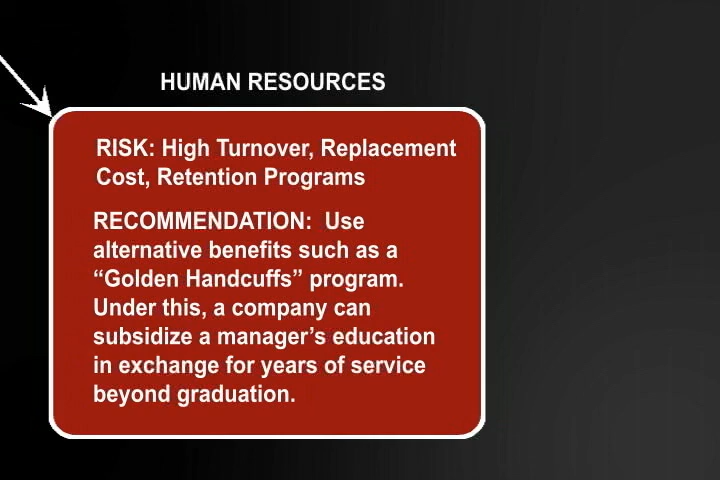 HUMAN RESOURCES
RISK: High Turnover, Replacement
Cost, Retention Programs
RECOMMENDATION:  Use
alternative benefits such as a
“Golden Handcuffs” program.
Under this, a company can
subsidize a manager’s education
in exchange for years of service
beyond graduation.